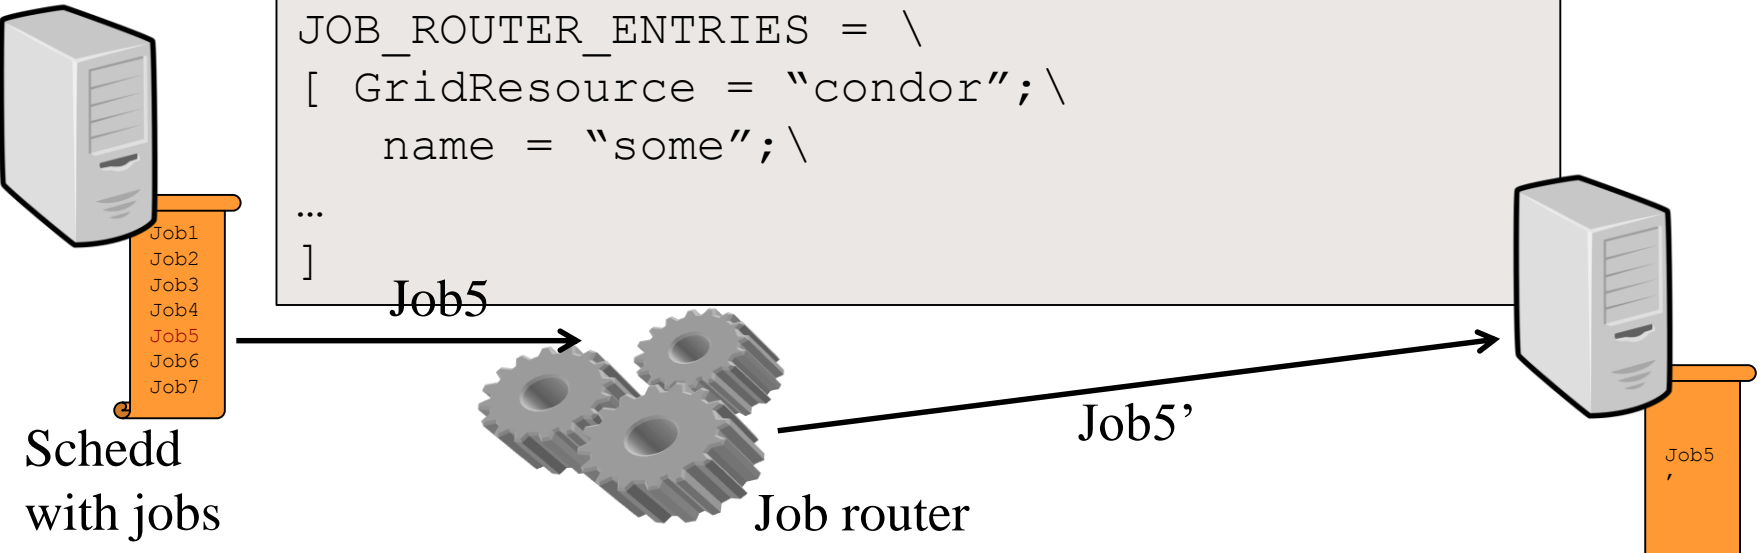 JOB_ROUTER_ENTRIES = \
[ GridResource = “condor”;\
name = “some”;\
…
]
Job1
Job2
Job3
Job4
Job5
Job6
Job7
Job5
Job5’
Schedd
with jobs
Job router
Job5
’